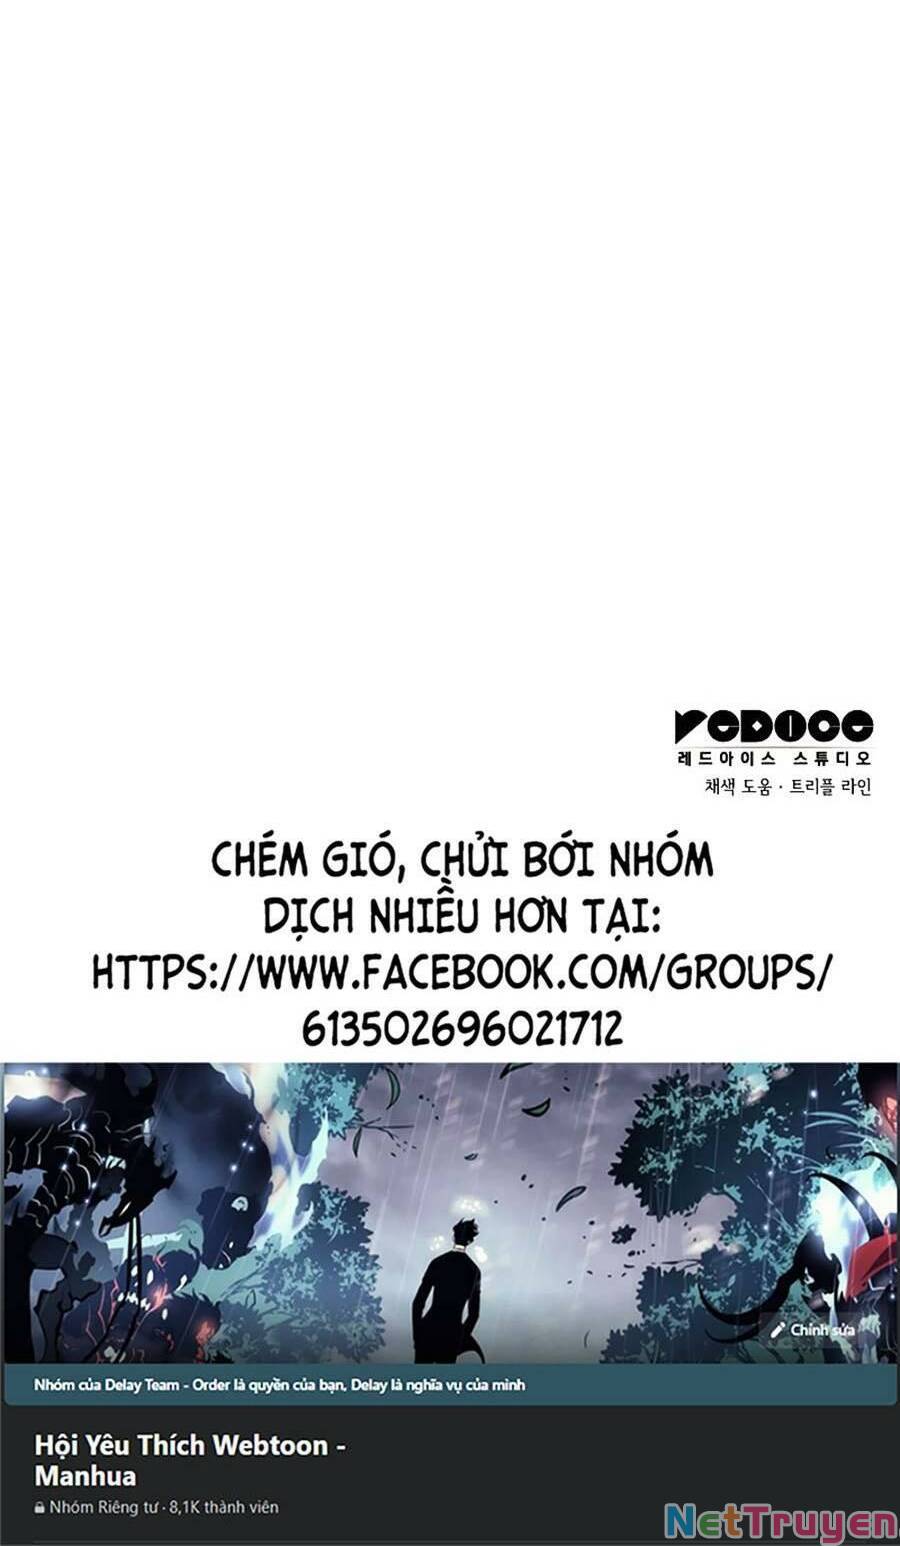 REDICE
레드아이스 스튜디오
채색 도움 · 트리플 라인
CHÉM GIÓ, CHỬI BỚI NHÓM
DỊCH NHIỀU HƠN TẠI:
HTTPS://WWW.FACEBOOK.COM/GROUPS/
613502696021712
Chỉnh sửa
Nhóm của Delay Team - Order là quyền của bạn, Delay là nghĩa vụ của mình
Hội Yêu Thích Webtoon -
Manhua
Nhóm Riêng tư · 8,1K thành viên
NetTruyen